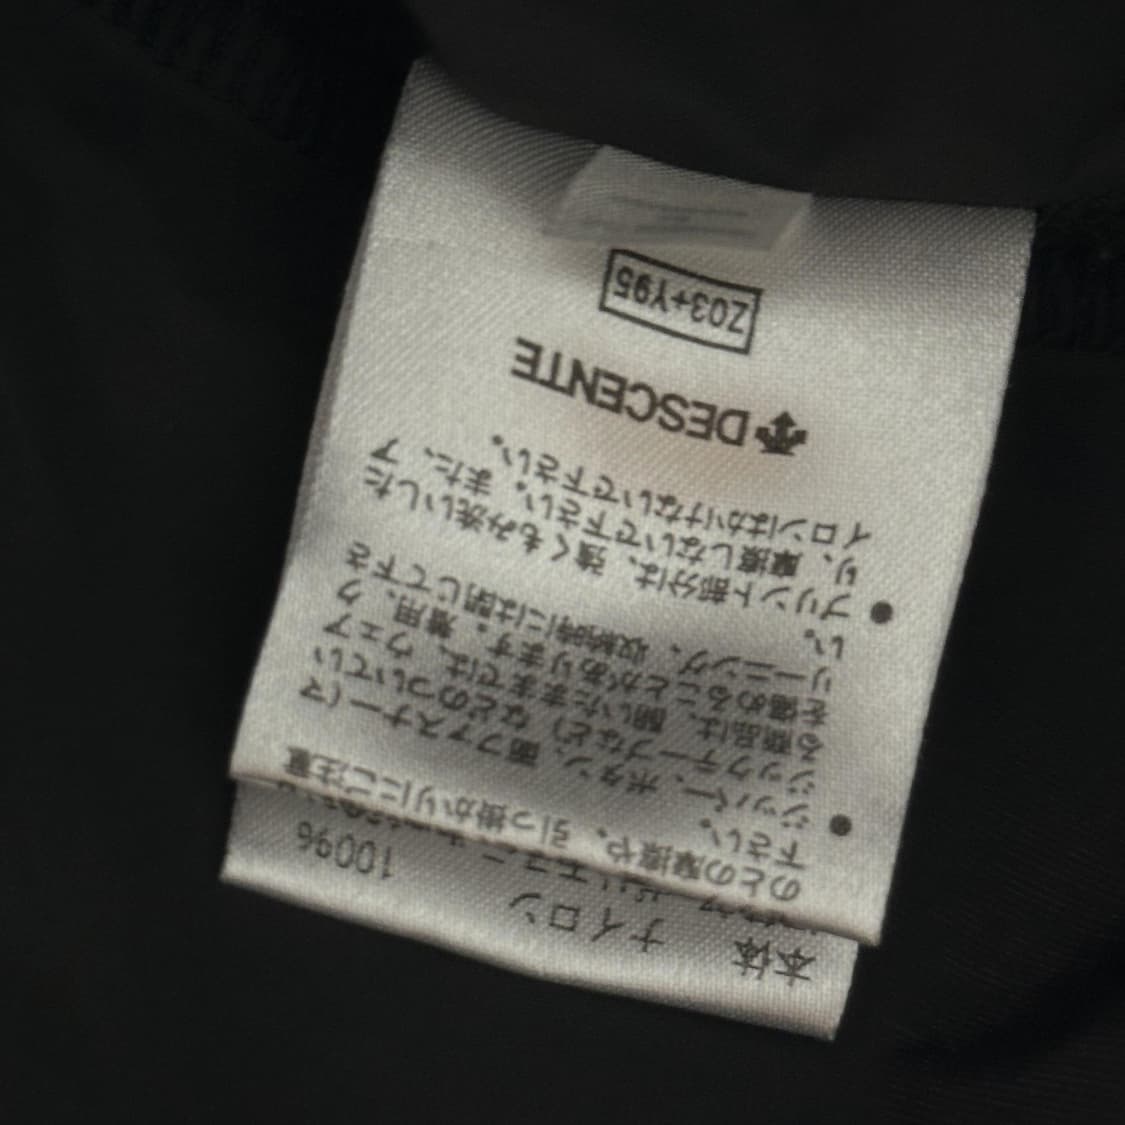 本体 ナイロン 100%
のとの摩擦や、引っ掛かりにご注意
下さい。
● ジッパー、ボタン、面ファスナー(マ
ジックテープなど)などのついてい
る商品は、開いたままでは、ウェア
を傷めることがあります。着用、ク
リーニング、収納時には閉じて下さ
い。
● プリント部分は、強くもみ洗いした
り、摩擦しないで下さい。また、ア
イロンはかけないで下さい。
DESCENTE
Z03+Y95